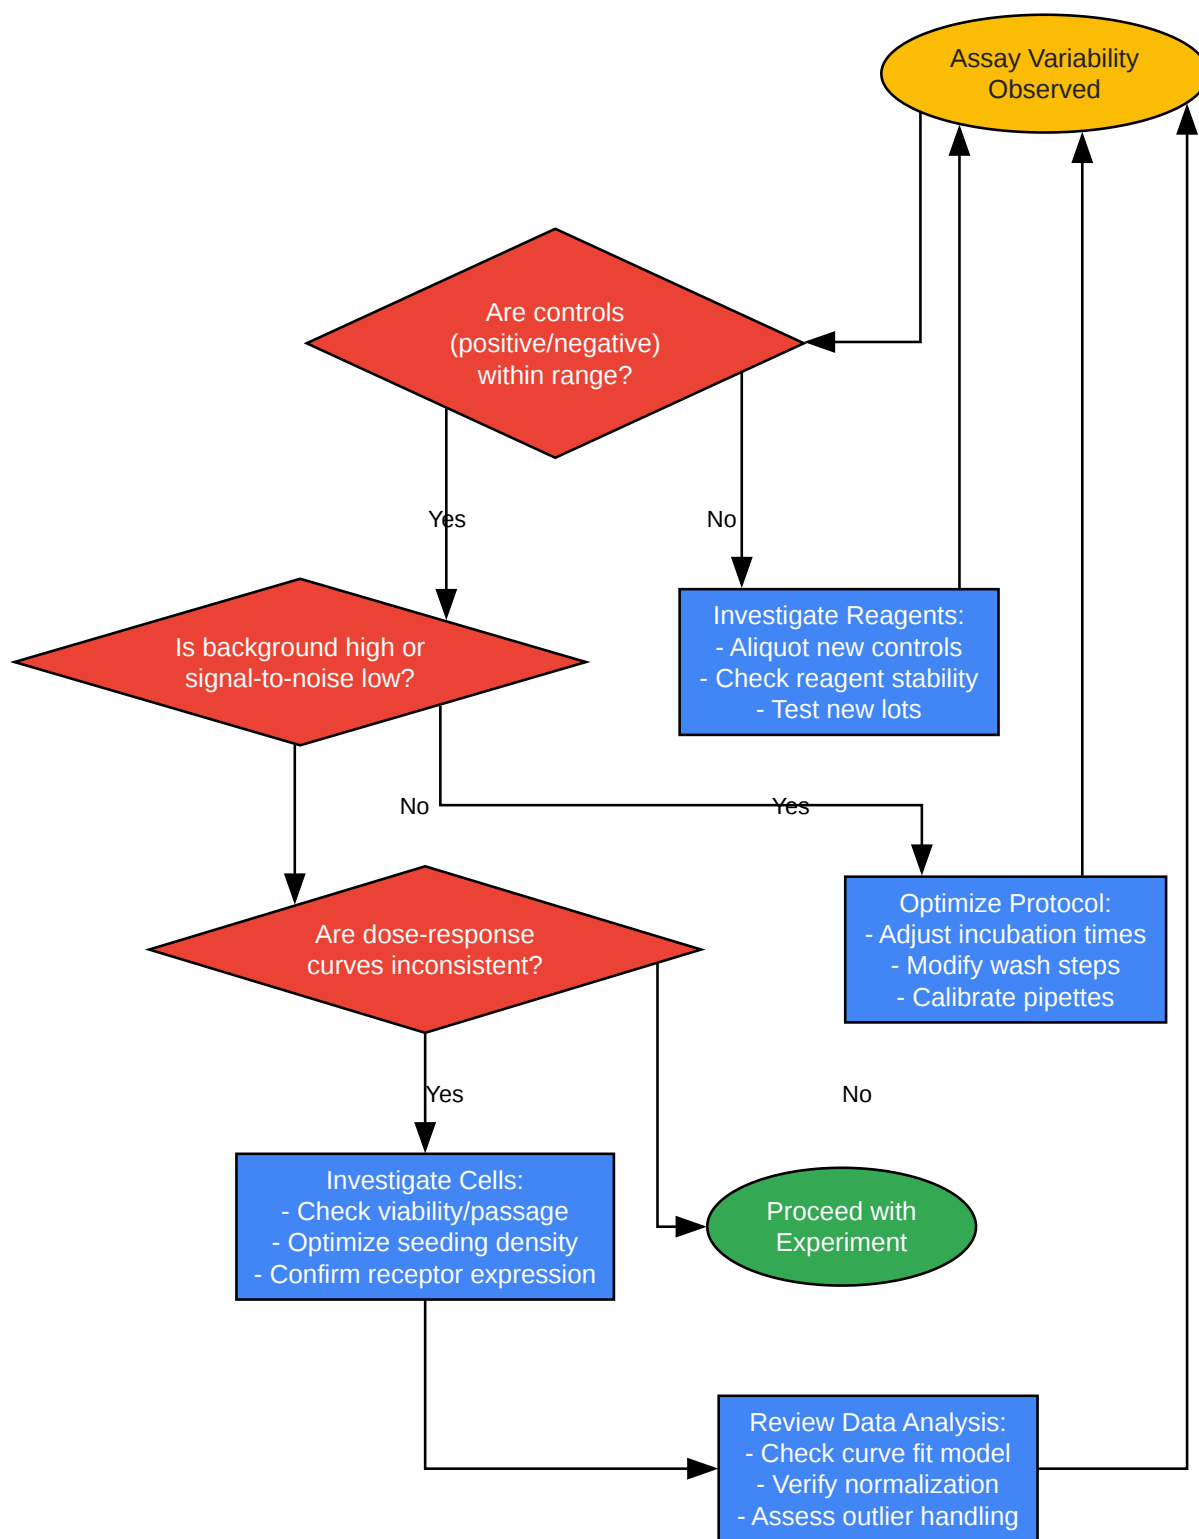 Assay Variability
Observed
Are controls
(positive/negative)
within range?
Yes
No
Investigate Reagents:
- Aliquot new controls
- Check reagent stability
- Test new lots
Is background high or
signal-to-noise low?
No
Yes
Optimize Protocol:
- Adjust incubation times
- Modify wash steps
- Calibrate pipettes
Are dose-response
curves inconsistent?
Yes
No
Investigate Cells:
- Check viability/passage
- Optimize seeding density
- Confirm receptor expression
Proceed with
Experiment
Review Data Analysis:
- Check curve fit model
- Verify normalization
- Assess outlier handling